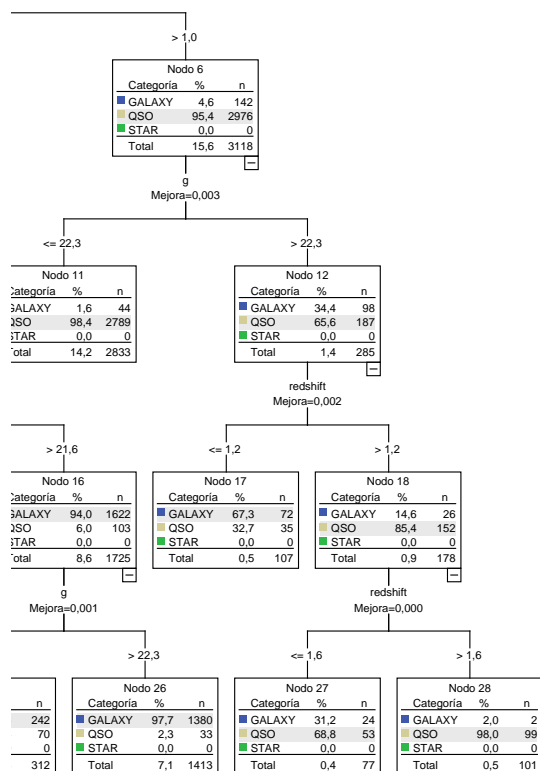 > 1,0
Nodo 6
Categoría % n
GALAXY 4,6 142
QSO 95,4 2976
STAR 0,0 0
Total 15,6 3118
g
Mejora=0,003
<= 22,3
> 22,3
Nodo 11
Categoría % n
GALAXY 1,6 44
QSO 98,4 2789
STAR 0,0 0
Total 14,2 2833
Nodo 12
Categoría % n
GALAXY 34,4 98
QSO 65,6 187
STAR 0,0 0
Total 1,4 285
redshift
Mejora=0,002
> 21,6
<= 1,2
> 1,2
Nodo 16
Categoría % n
GALAXY 94,0 1622
QSO 6,0 103
STAR 0,0 0
Total 8,6 1725
Nodo 17
Categoría % n
GALAXY 67,3 72
QSO 32,7 35
STAR 0,0 0
Total 0,5 107
Nodo 18
Categoría % n
GALAXY 14,6 26
QSO 85,4 152
STAR 0,0 0
Total 0,9 178
g
Mejora=0,001
redshift
Mejora=0,000
> 22,3
<= 1,6
> 1,6
n
242
70
0
312
Nodo 26
Categoría % n
GALAXY 97,7 1380
QSO 2,3 33
STAR 0,0 0
Total 7,1 1413
Nodo 27
Categoría % n
GALAXY 31,2 24
QSO 68,8 53
STAR 0,0 0
Total 0,4 77
Nodo 28
Categoría % n
GALAXY 2,0 2
QSO 98,0 99
STAR 0,0 0
Total 0,5 101